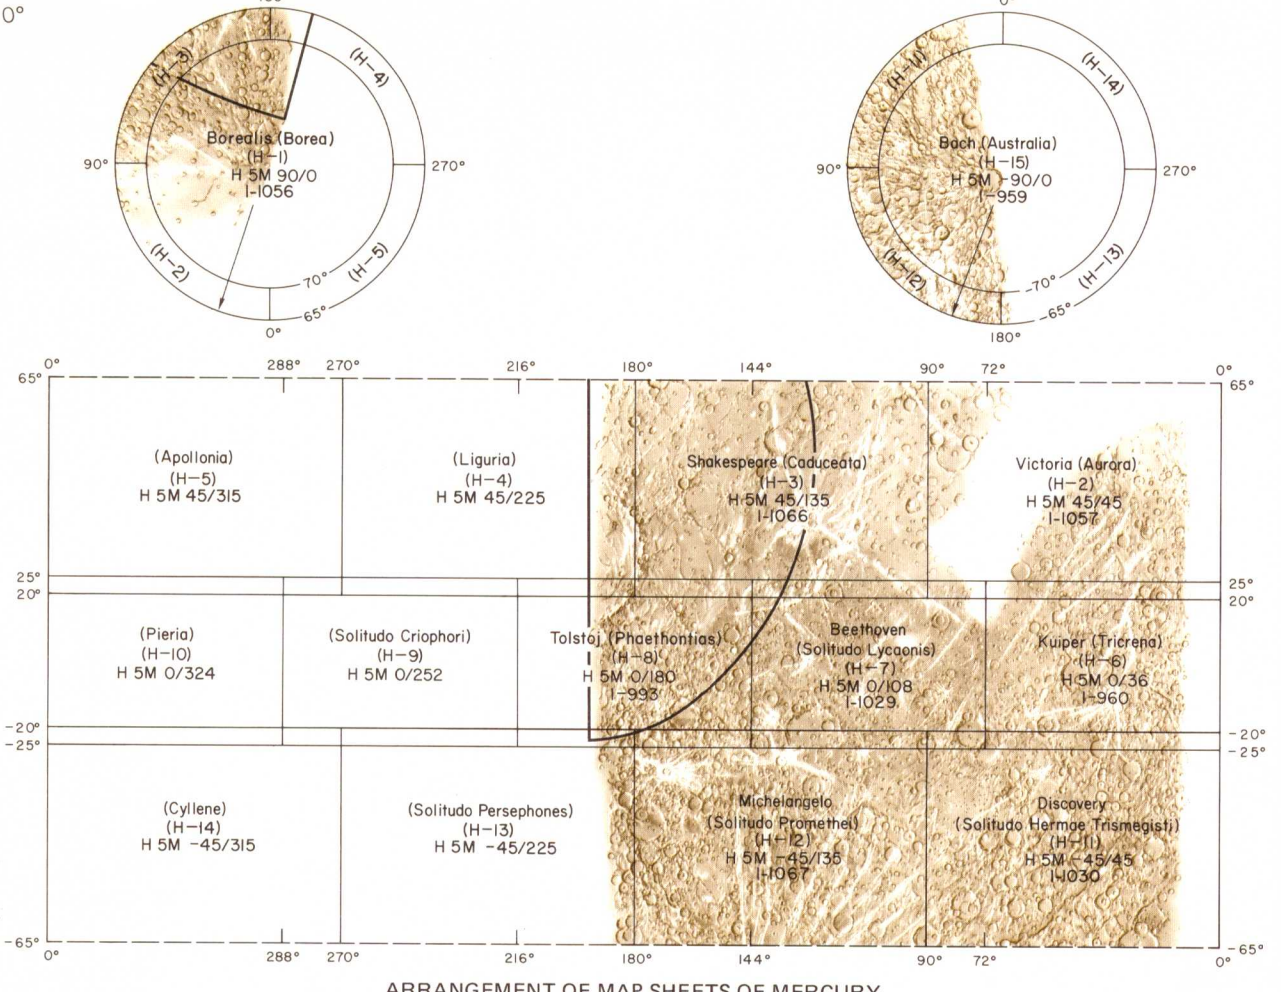 0°
180°
(H-3)
(H-4)
Borealis (Borea)
(H-1)
H 5M 90/0
I-1056
90°
270°
(H-2)
(H-5)
70°
65°
0°
0°
(H-11)
(H-14)
Bach (Australia)
(H-15)
H 5M -90/0
I-959
90°
270°
(H-12)
(H-13)
-70°
-65°
180°
0° 288° 270° 216° 180° 144° 90° 72° 0°
65° 65°
(Apollonia)
(H-5)
H 5M 45/315
(Liguria)
(H-4)
H 5M 45/225
Shakespeare (Caduceata)
(H-3)
H 5M 45/135
I-1066
Victoria (Aurora)
(H-2)
H 5M 45/45
I-1057
25° 25°
20° 20°
(Pieria)
(H-10)
H 5M 0/324
(Solitudo Criophori)
(H-9)
H 5M 0/252
Tolstoj (Phaethontias)
(H-8)
H 5M 0/180
I-993
Beethoven
(Solitudo Lycaonis)
(H-7)
H 5M 0/108
I-1029
Kuiper (Tricrena)
(H-6)
H 5M 0/36
I-960
-20° -20°
-25° -25°
(Cyllene)
(H-14)
H 5M -45/315
(Solitudo Persephones)
(H-13)
H 5M -45/225
Michelangelo
(Solitudo Promethei)
(H-12)
H 5M -45/135
I-1067
Discovery
(Solitudo Hermae Trismegisti)
(H-11)
H 5M -45/45
I-1030
-65° -65°
0° 288° 270° 216° 180° 144° 90° 72° 0°
ARRANGEMENT OF MAP SHEETS OF MERCURY